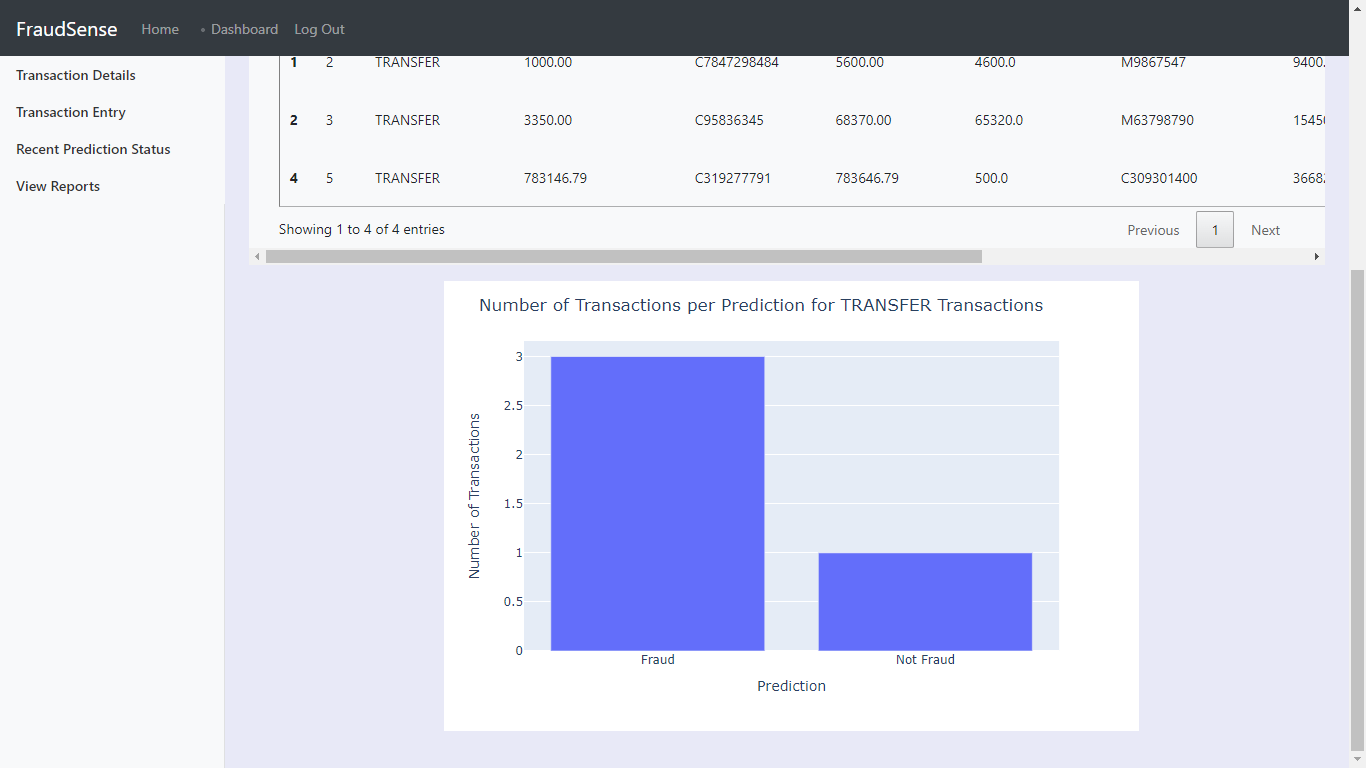 FraudSense Home • Dashboard Log Out
Transaction Details
Transaction Entry
Recent Prediction Status
View Reports
1 2 TRANSFER 1000.00 C7847298484 5600.00 4600.0 M9867547 9400.
2 3 TRANSFER 3350.00 C95836345 68370.00 65320.0 M63798790 1545
4 5 TRANSFER 783146.79 C319277791 783646.79 500.0 C309301400 3668
Showing 1 to 4 of 4 entries
Previous 1 Next
Number of Transactions per Prediction for TRANSFER Transactions
3
2.5
2
1.5
1
0.5
0
Number of Transactions
Fraud Not Fraud
Prediction